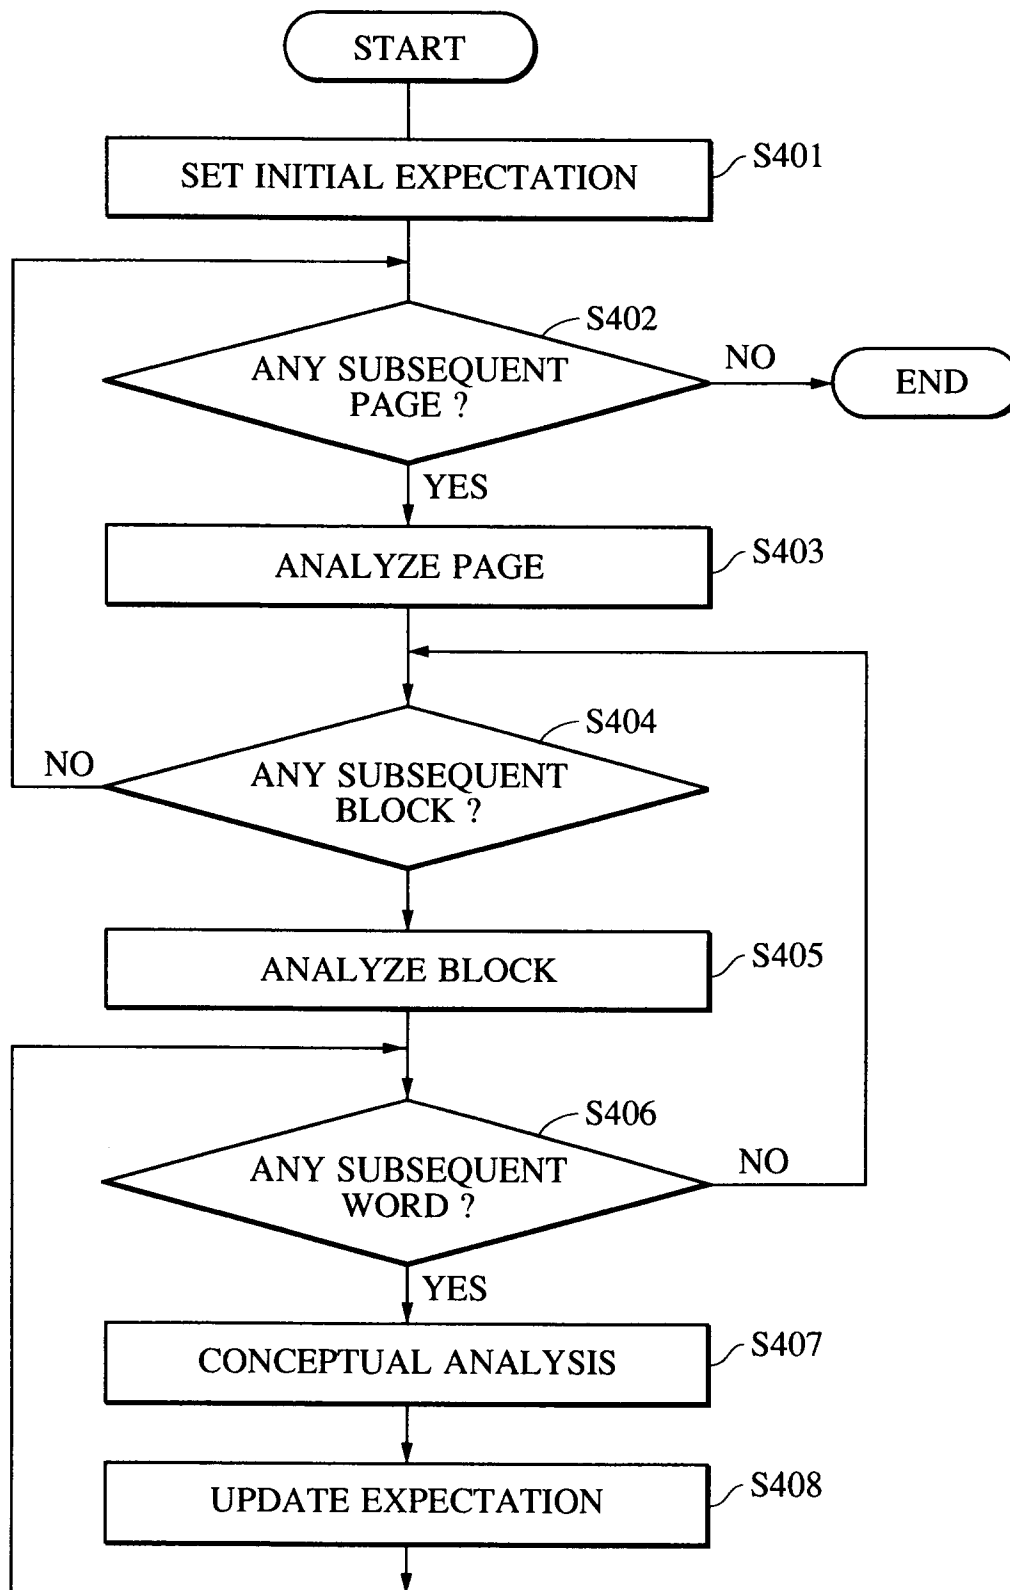 START
SET INITIAL EXPECTATION
S401
S402
ANY SUBSEQUENT
PAGE ?
NO
END
YES
ANALYZE PAGE
S403
S404
NO
ANY SUBSEQUENT
BLOCK ?
ANALYZE BLOCK
S405
S406
ANY SUBSEQUENT
WORD ?
NO
YES
CONCEPTUAL ANALYSIS
S407
UPDATE EXPECTATION
S408